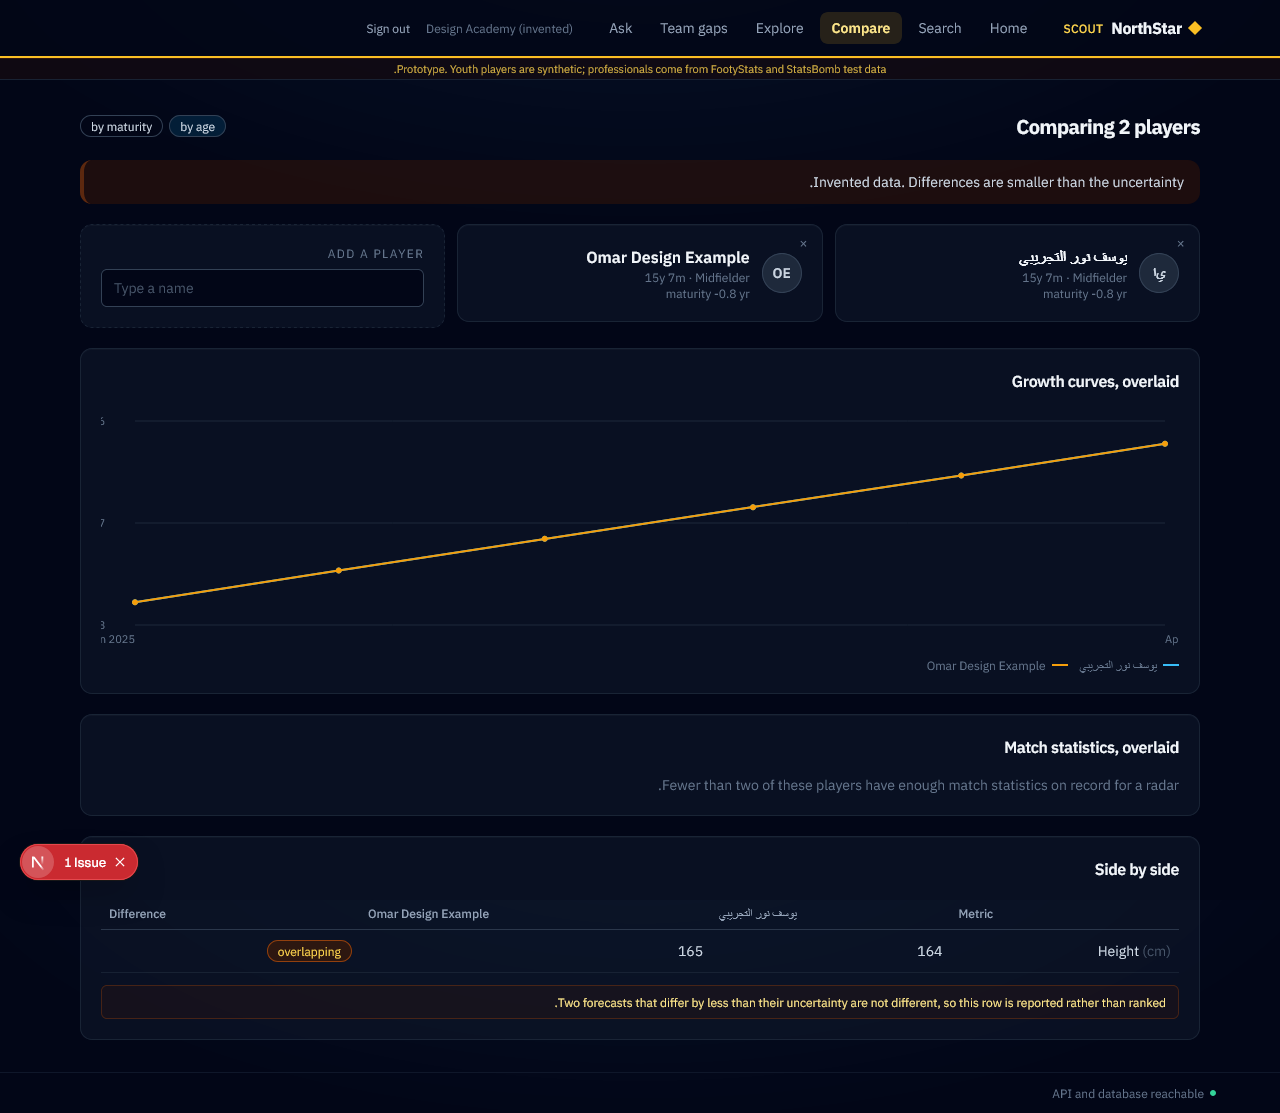 NorthStar SCOUT
Home
Search
Compare
Explore
Team gaps
Ask
Design Academy (invented)
Sign out
.Prototype. Youth players are synthetic; professionals come from FootyStats and StatsBomb test data
Comparing 2 players
by age
by maturity
.Invented data. Differences are smaller than the uncertainty
×
يوسف نور التجريبي
15y 7m · Midfielder
maturity -0.8 yr
×
OE
Omar Design Example
15y 7m · Midfielder
maturity -0.8 yr
ADD A PLAYER
Type a name
Growth curves, overlaid
7
2025
Ap
يوسف نور التجريبي
Omar Design Example
Match statistics, overlaid
.Fewer than two of these players have enough match statistics on record for a radar
Side by side
Metric
يوسف نور التجريبي
Omar Design Example
Difference
Height (cm)
164
165
overlapping
.Two forecasts that differ by less than their uncertainty are not different, so this row is reported rather than ranked
N 1 Issue ×
API and database reachable